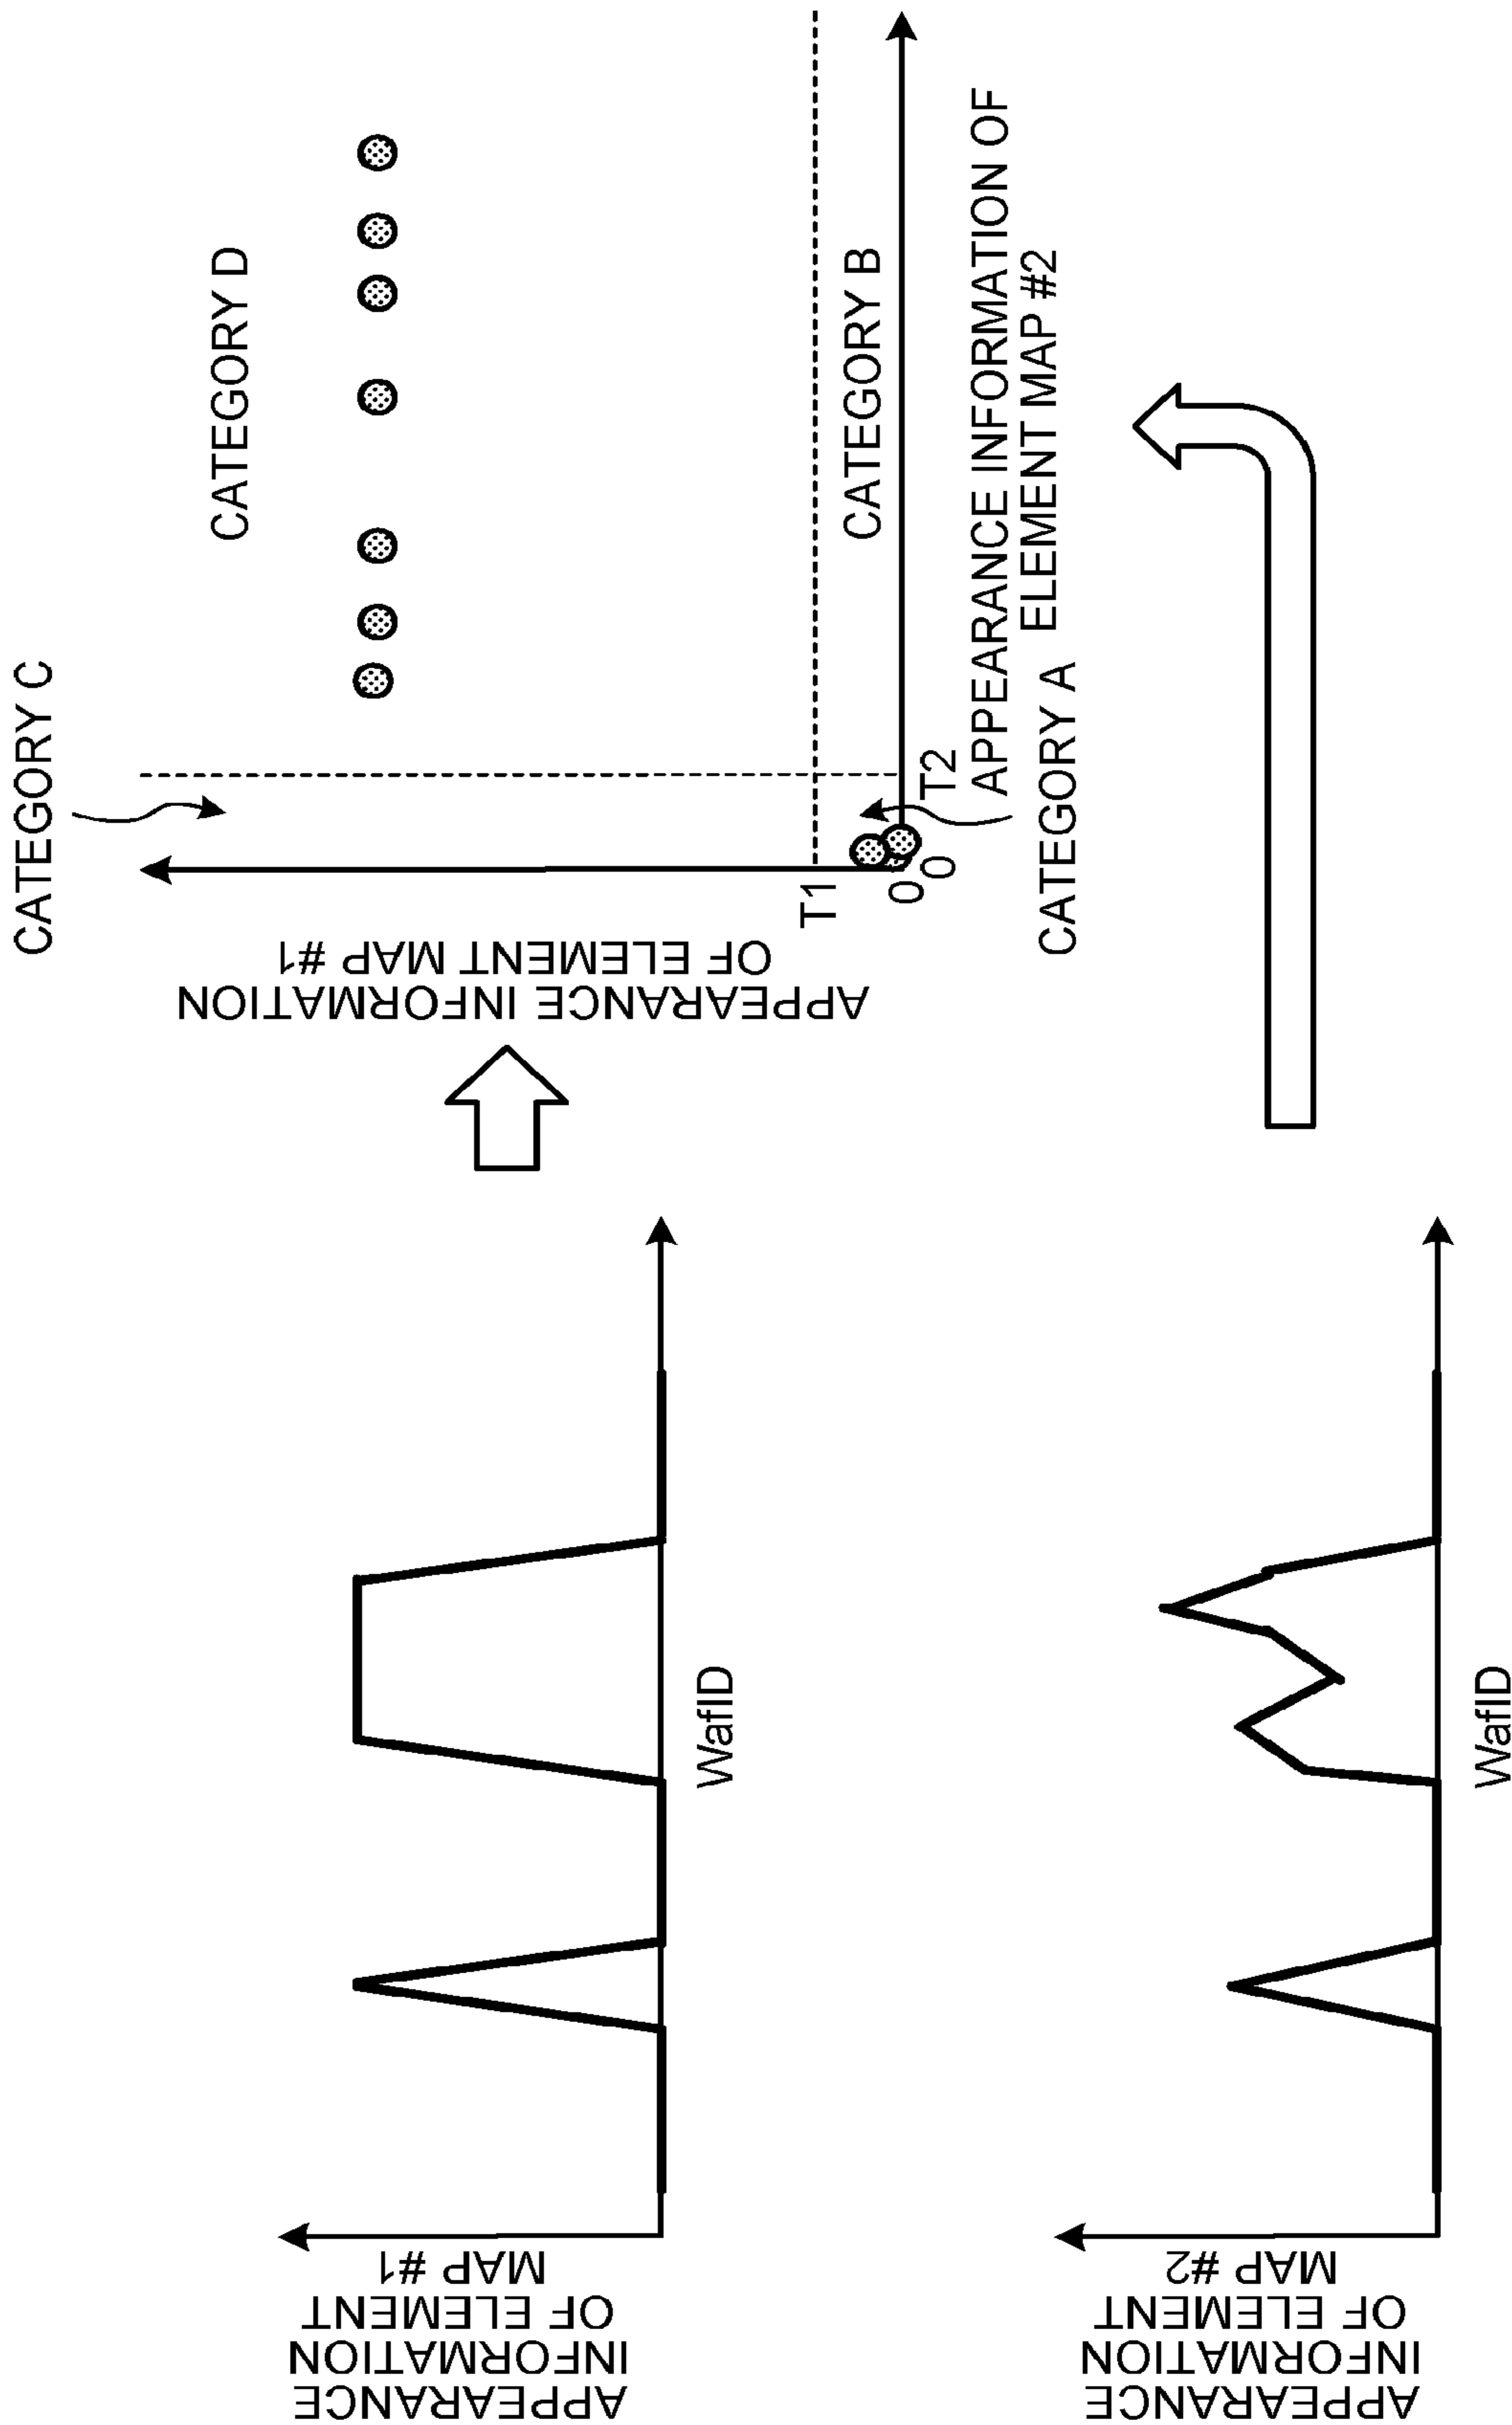 APPEARANCE
INFORMATION
OF ELEMENT
MAP #1
WafID
APPEARANCE
INFORMATION
OF ELEMENT
MAP #2
WafID
CATEGORY C
CATEGORY D
APPEARANCE INFORMATION
OF ELEMENT MAP #1
T1
CATEGORY B
0
0
T2
APPEARANCE INFORMATION OF
ELEMENT MAP #2
CATEGORY A